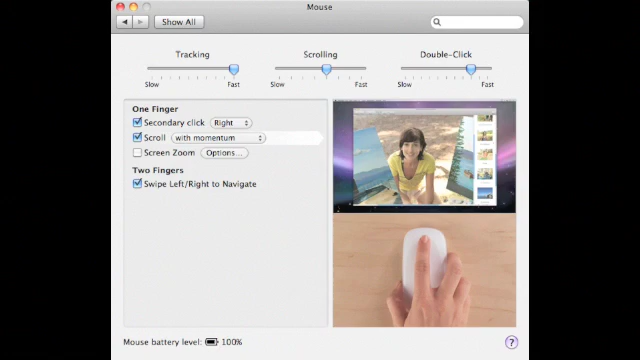 Mouse
Show All
Tracking
Scrolling
Double-Click
Slow Fast
Slow Fast
Slow Fast
One Finger
Secondary click Right
Scroll with momentum
Screen Zoom Options...
Two Fingers
Swipe Left/Right to Navigate
Mouse battery level: 100%
?